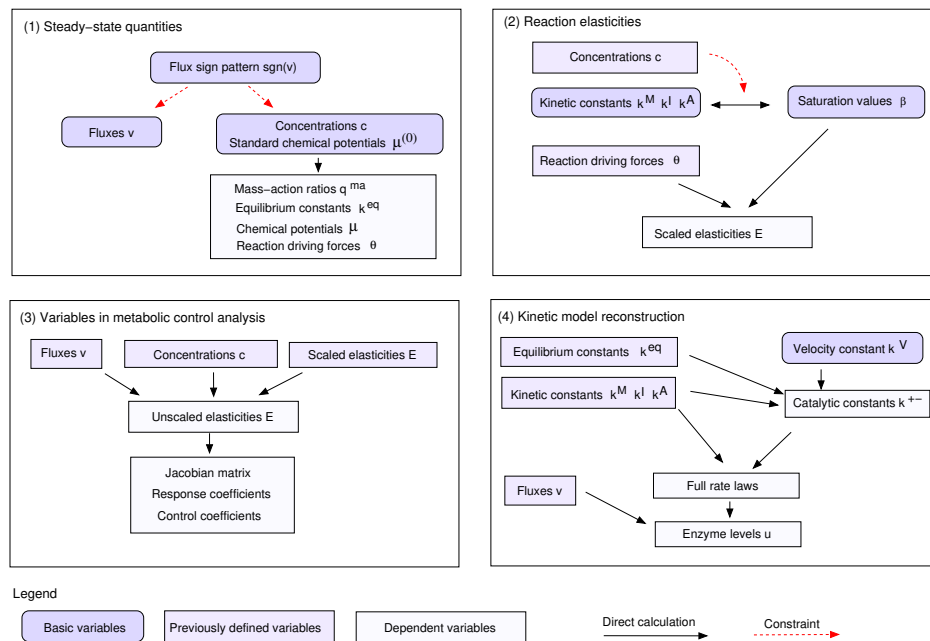 (1) Steady−state quantities
Flux sign pattern sgn(v)
Fluxes v
Concentrations c
Standard chemical potentials μ(0)
Mass−action ratios q ma
Equilibrium constants k eq
Chemical potentials μ
Reaction driving forces θ
(2) Reaction elasticities
Concentrations c
Kinetic constants k M k I k A
Saturation values β
Reaction driving forces θ
Scaled elasticities E
(3) Variables in metabolic control analysis
Fluxes v
Concentrations c
Scaled elasticities E
Unscaled elasticities E
Jacobian matrix
Response coefficients
Control coefficients
(4) Kinetic model reconstruction
Equilibrium constants k eq
Velocity constant k V
Kinetic constants k M k I k A
Catalytic constants k +−
Fluxes v
Full rate laws
Enzyme levels u
Legend
Basic variables
Previously defined variables
Dependent variables
Direct calculation
Constraint